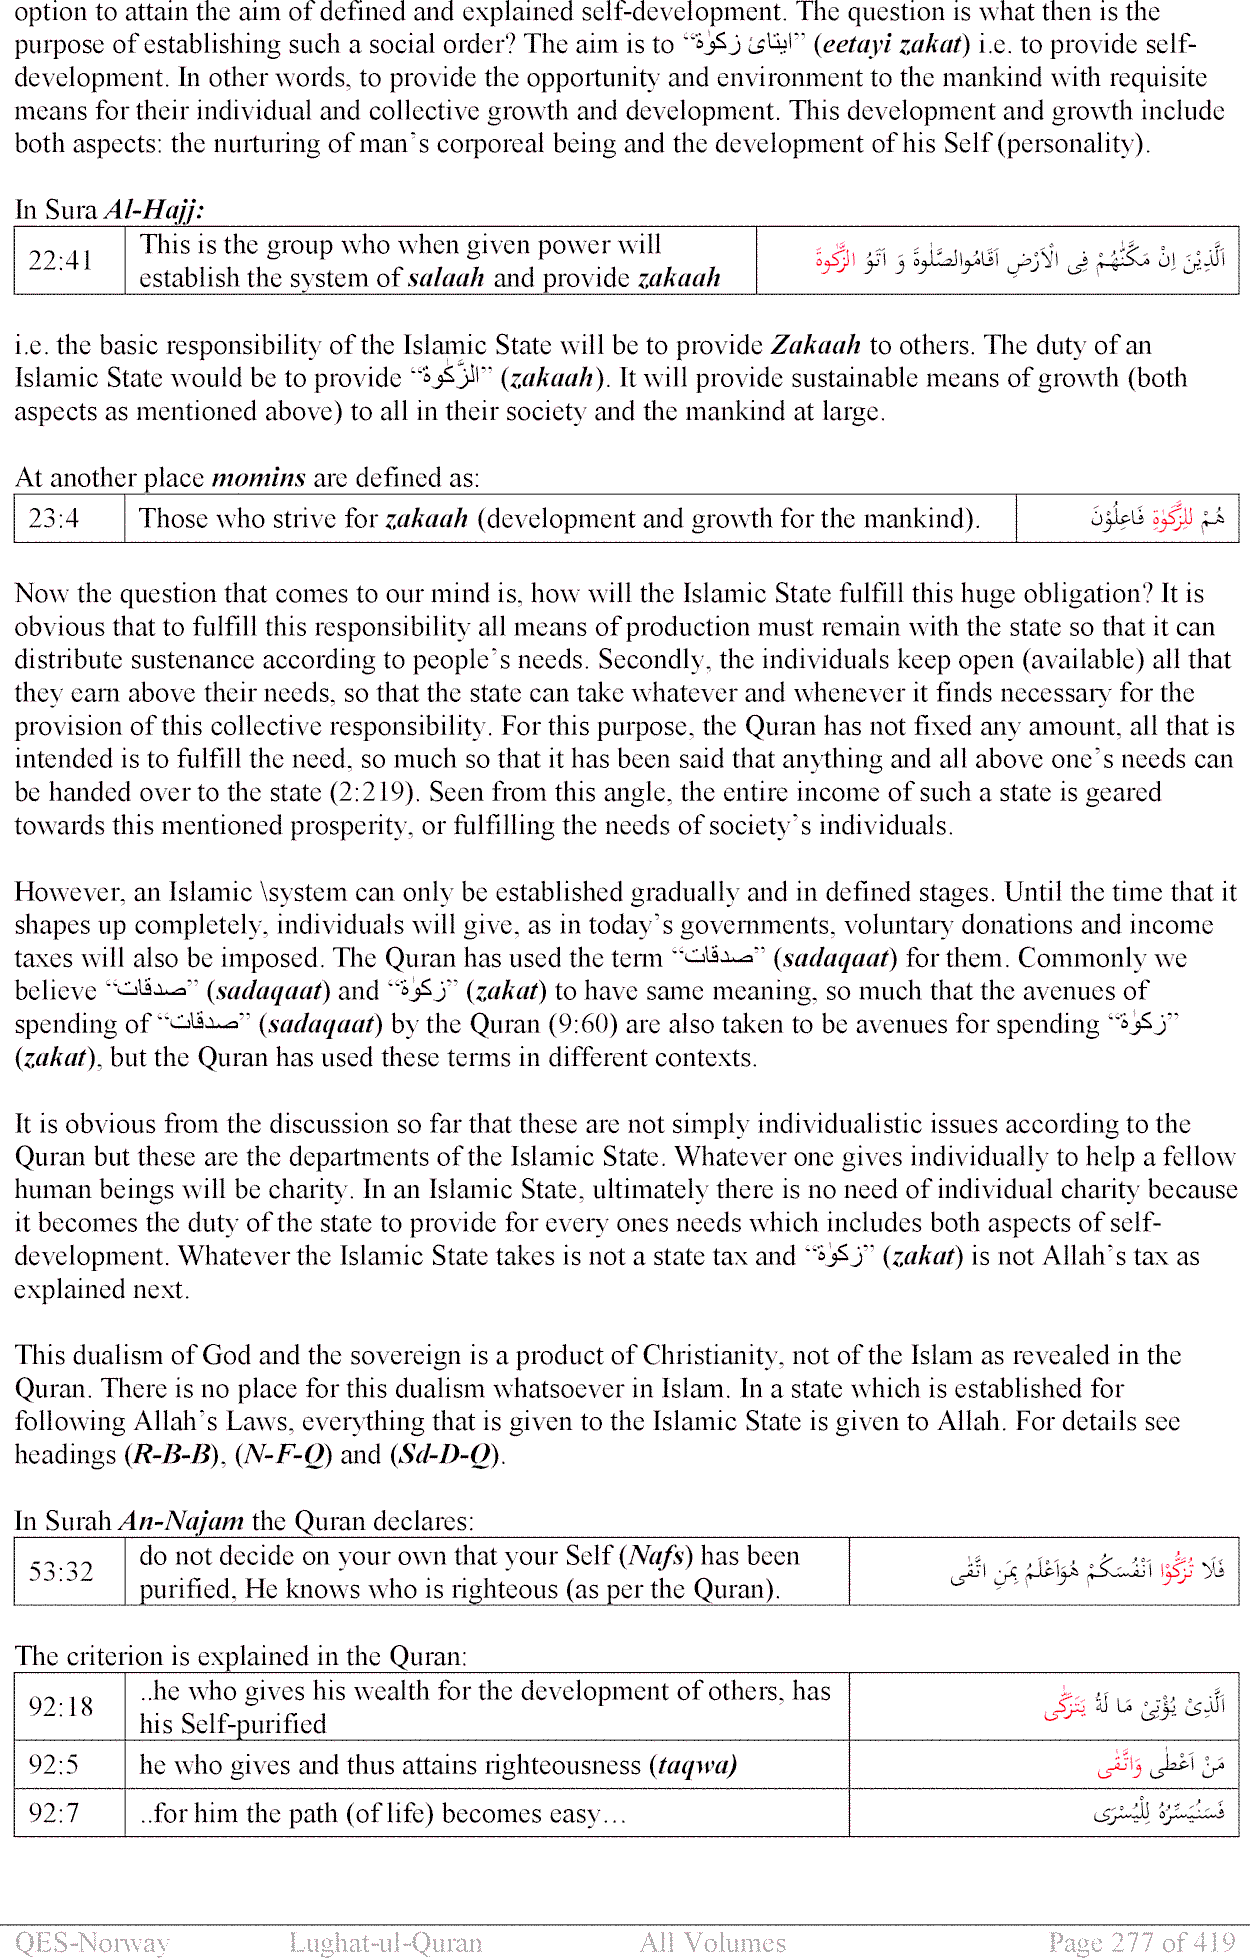 option to attain the aim of defined and explained self-development. The question is what then is the
purpose of establishing such a social order? The aim is to “ايتائ زكوٰة” (eetayi zakat) i.e. to provide self-
development. In other words, to provide the opportunity and environment to the mankind with requisite
means for their individual and collective growth and development. This development and growth include
both aspects: the nurturing of man’s corporeal being and the development of his Self (personality).
In Sura Al-Hajj:
22:41 This is the group who when given power will
establish the system of salaah and provide zakaah
اَلَّذِيْنَ اِنْ مَكَّنّٰهُمْ فِى الْاَرْضِ اَقَامُوالصَّلٰوةَ وَ اٰتَوُ الزَّكٰوةَ
i.e. the basic responsibility of the Islamic State will be to provide Zakaah to others. The duty of an
Islamic State would be to provide “الزَّكٰوة” (zakaah). It will provide sustainable means of growth (both
aspects as mentioned above) to all in their society and the mankind at large.
At another place momins are defined as:
23:4 Those who strive for zakaah (development and growth for the mankind). هُمْ لِلزَّكٰوةِ فَاعِلُوْنَ
Now the question that comes to our mind is, how will the Islamic State fulfill this huge obligation? It is
obvious that to fulfill this responsibility all means of production must remain with the state so that it can
distribute sustenance according to people’s needs. Secondly, the individuals keep open (available) all that
they earn above their needs, so that the state can take whatever and whenever it finds necessary for the
provision of this collective responsibility. For this purpose, the Quran has not fixed any amount, all that is
intended is to fulfill the need, so much so that it has been said that anything and all above one’s needs can
be handed over to the state (2:219). Seen from this angle, the entire income of such a state is geared
towards this mentioned prosperity, or fulfilling the needs of society’s individuals.
However, an Islamic \system can only be established gradually and in defined stages. Until the time that it
shapes up completely, individuals will give, as in today’s governments, voluntary donations and income
taxes will also be imposed. The Quran has used the term “صدقات” (sadaqaat) for them. Commonly we
believe “صدقات” (sadaqaat) and “زكوٰة” (zakat) to have same meaning, so much that the avenues of
spending of “صدقات” (sadaqaat) by the Quran (9:60) are also taken to be avenues for spending “زكوٰة”
(zakat), but the Quran has used these terms in different contexts.
It is obvious from the discussion so far that these are not simply individualistic issues according to the
Quran but these are the departments of the Islamic State. Whatever one gives individually to help a fellow
human beings will be charity. In an Islamic State, ultimately there is no need of individual charity because
it becomes the duty of the state to provide for every ones needs which includes both aspects of self-
development. Whatever the Islamic State takes is not a state tax and “زكوٰة” (zakat) is not Allah’s tax as
explained next.
This dualism of God and the sovereign is a product of Christianity, not of the Islam as revealed in the
Quran. There is no place for this dualism whatsoever in Islam. In a state which is established for
following Allah’s Laws, everything that is given to the Islamic State is given to Allah. For details see
headings (R-B-B), (N-F-Q) and (Sd-D-Q).
In Surah An-Najam the Quran declares:
53:32 do not decide on your own that your Self (Nafs) has been
purified, He knows who is righteous (as per the Quran).
فَلَا تُزَكُّوْا اَنْفُسَكُمْ هُوَاَعْلَمُ بِمَنِ اتَّقٰى
The criterion is explained in the Quran:
92:18 ..he who gives his wealth for the development of others, has
his Self-purified
اَلَّذِىْ يُؤْتِىْ مَا لَهُ يَتَزَكّٰى
92:5 he who gives and thus attains righteousness (taqwa) مَنْ اَعْطٰى وَاتَّقٰى
92:7 ..for him the path (of life) becomes easy… فَسَنُيَسِّرُهُ لِلْيُسْرَى
QES-Norway Lughat-ul-Quran All Volumes Page 277 of 419